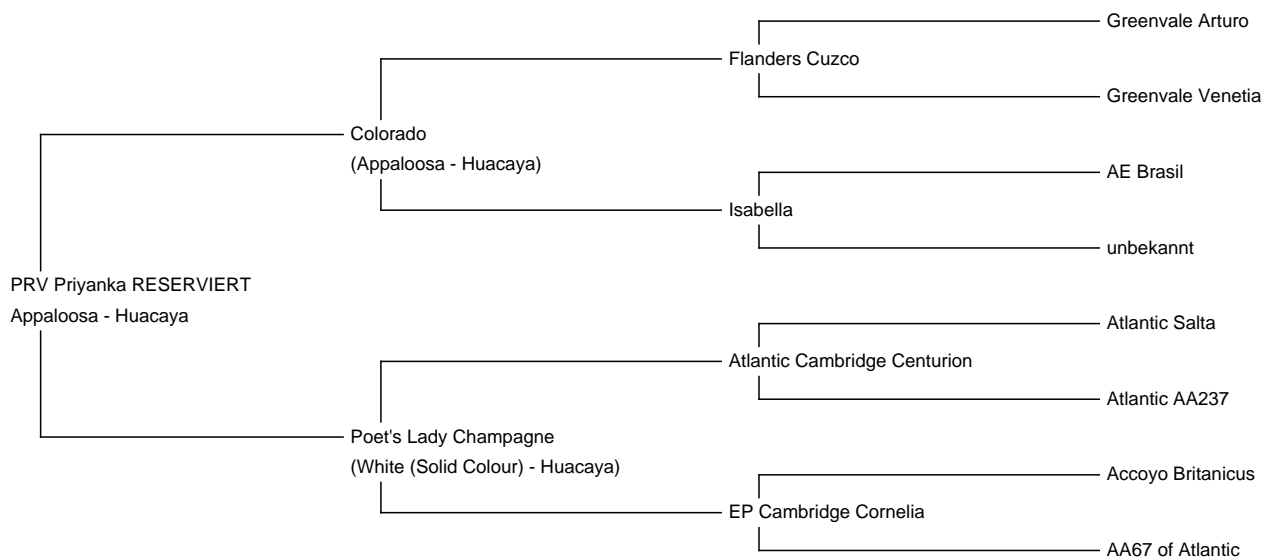 Greenvale Arturo
Flanders Cuzco
Greenvale Venetia
Colorado
(Appaloosa - Huacaya)
AE Brasil
Isabella
unbekannt
PRV Priyanka RESERVIERT
Appaloosa - Huacaya
Atlantic Salta
Atlantic Cambridge Centurion
Atlantic AA237
Poet's Lady Champagne
(White (Solid Colour) - Huacaya)
Accoyo Britanicus
EP Cambridge Cornelia
AA67 of Atlantic